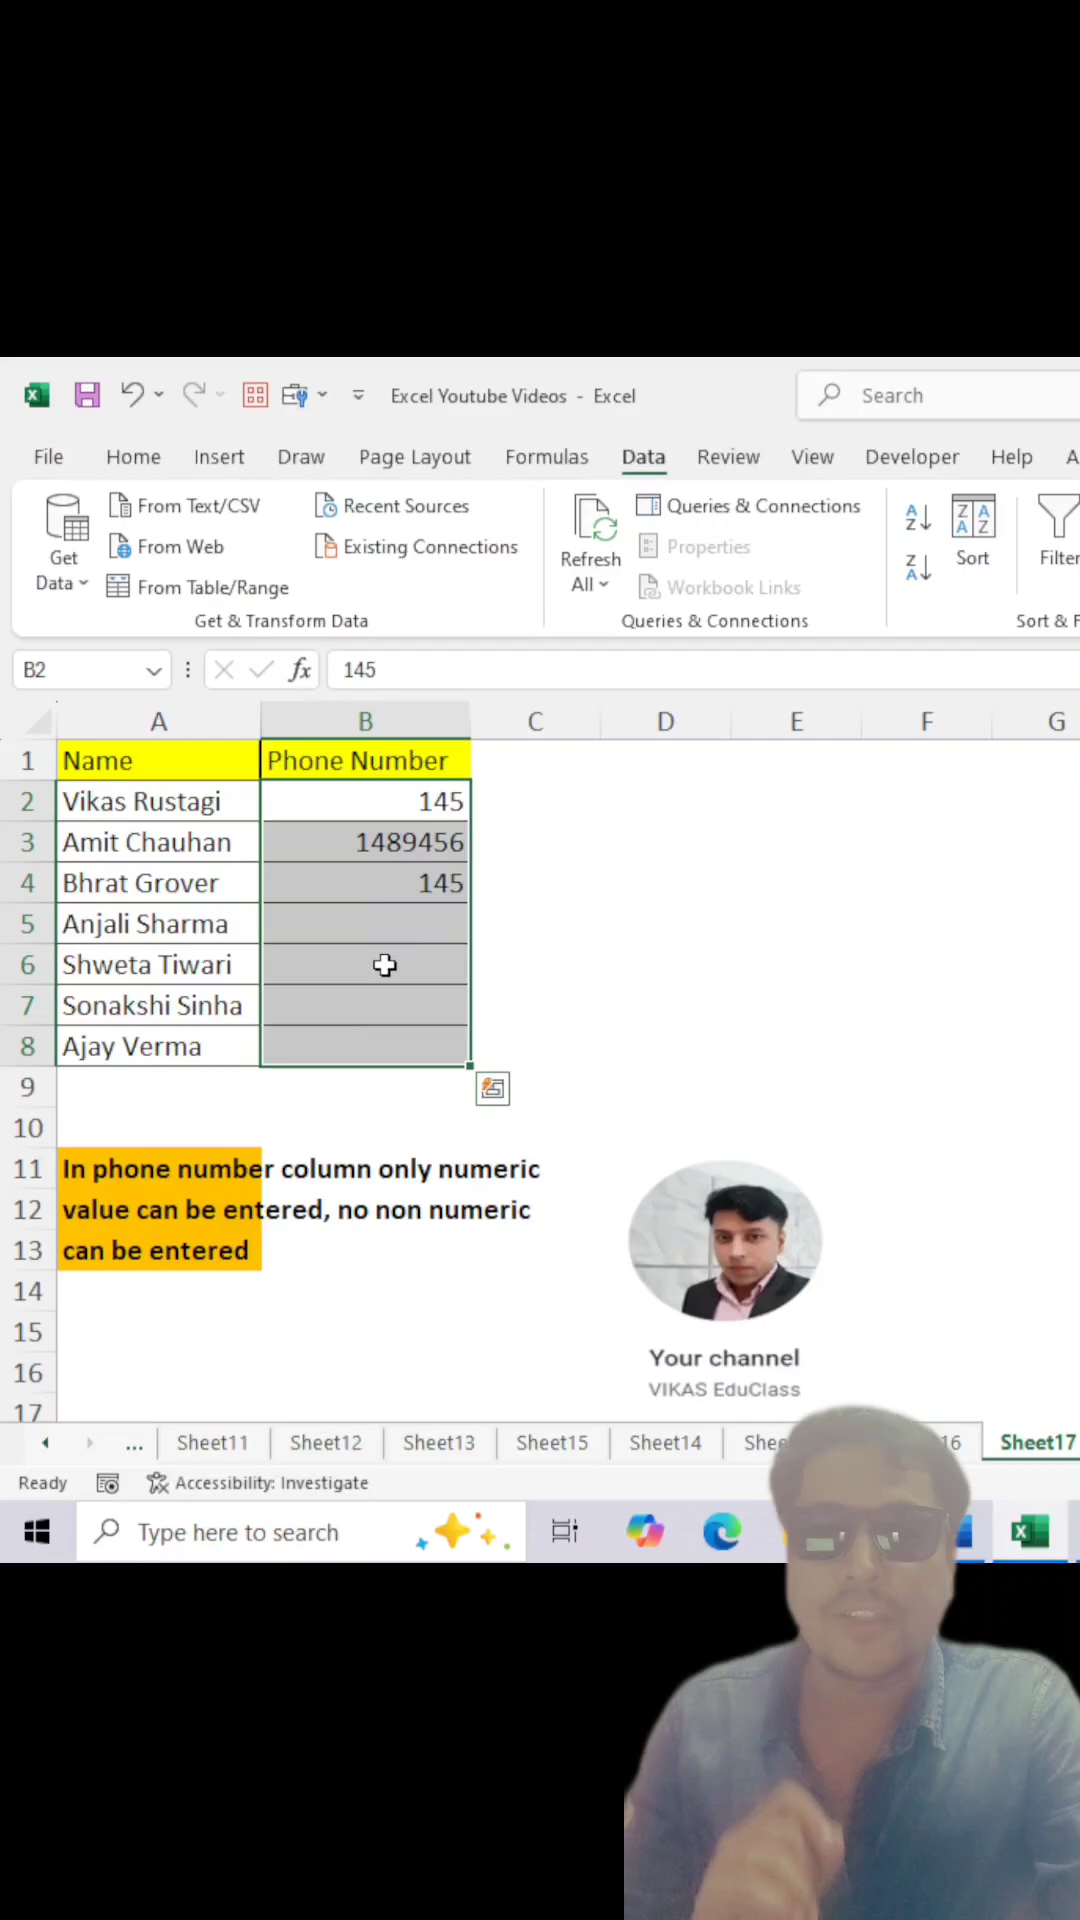 Excel Youtube Videos - Excel
Search
File Home Insert Draw Page Layout Formulas Data Review View Developer Help A
Get Data
From Text/CSV
From Web
From Table/Range
Recent Sources
Existing Connections
Get & Transform Data
Refresh All
Queries & Connections
Properties
Workbook Links
Queries & Connections
Sort
Filter
Sort & F
B2
fx
145
A B C D E F G
1 Name Phone Number
2 Vikas Rustagi 145
3 Amit Chauhan 1489456
4 Bhrat Grover 145
5 Anjali Sharma
6 Shweta Tiwari
7 Sonakshi Sinha
8 Ajay Verma
9
10
11 In phone number column only numeric
12 value can be entered, no non numeric
13 can be entered
14
15
16
17
Your channel
VIKAS EduClass
... Sheet11 Sheet12 Sheet13 Sheet15 Sheet14 Shee 16 Sheet17
Ready Accessibility: Investigate
Type here to search